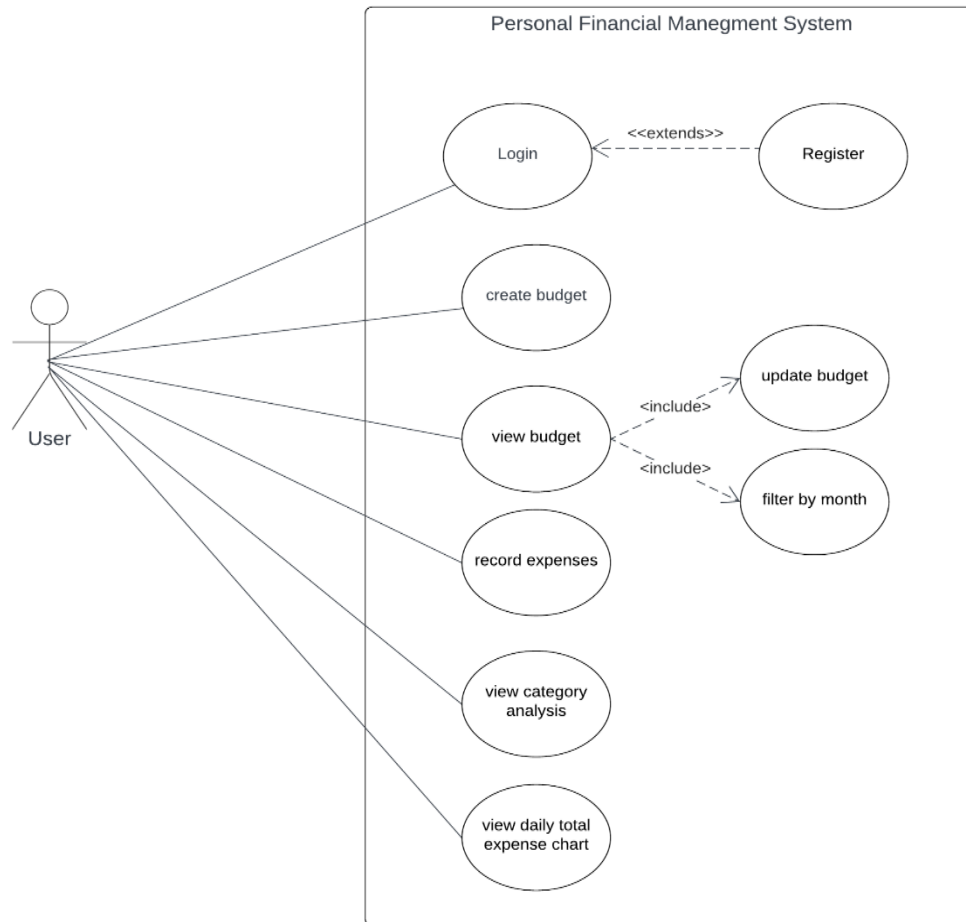 Personal Financial Manegment System
Login
<<extends>>
Register
create budget
User
view budget
<include>
update budget
<include>
filter by month
record expenses
view category
analysis
view daily total
expense chart